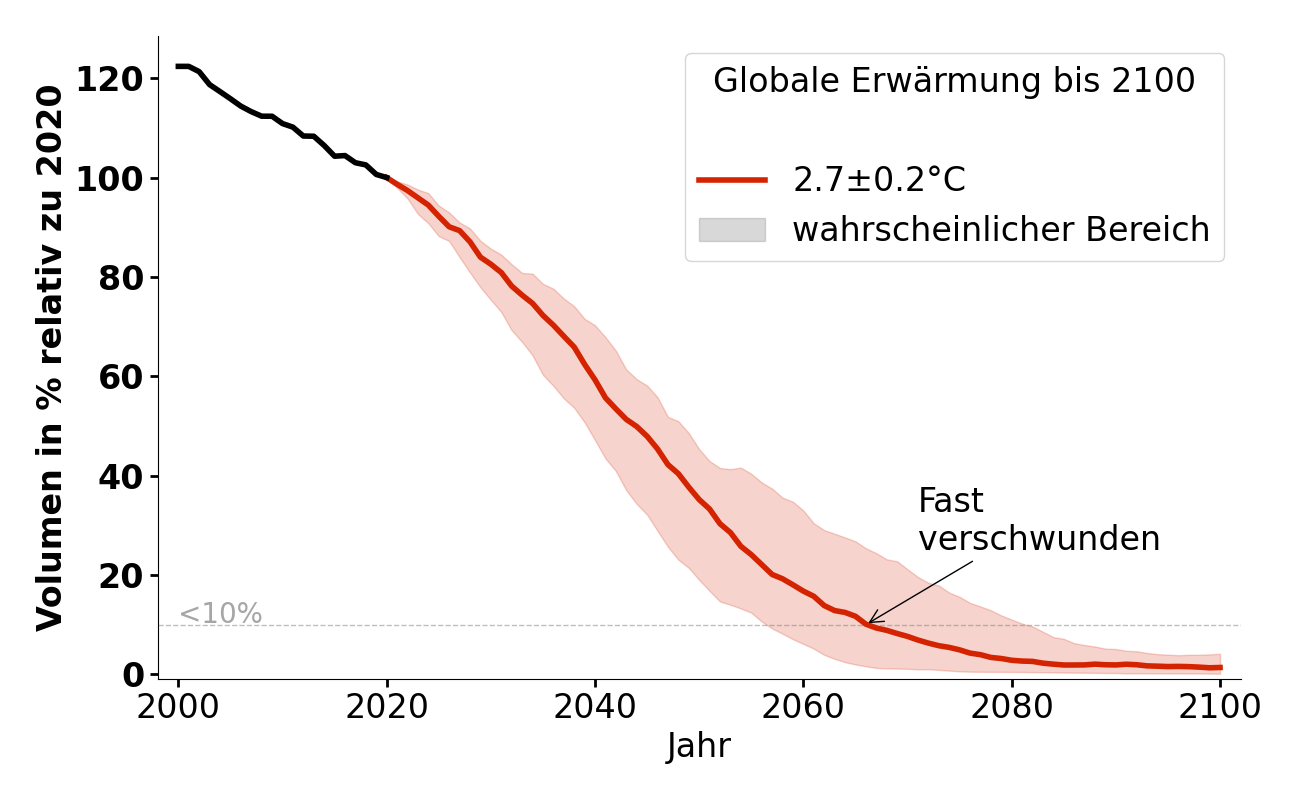 Volumen in % relativ zu 2020
120
100
80
60
40
20
0
Globale Erwärmung bis 2100
2.7±0.2°C
wahrscheinlicher Bereich
Fast
verschwunden
<10%
2000
2020
2040
2060
2080
2100
Jahr